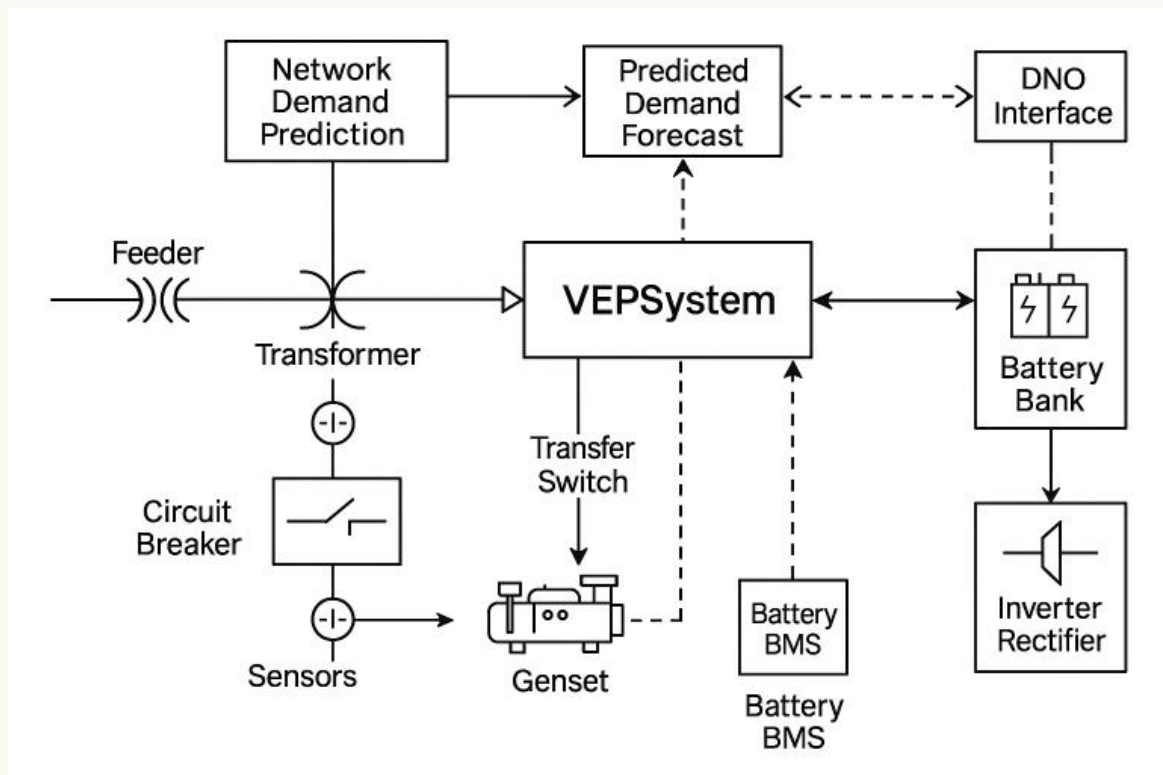 Network
Demand
Prediction
Predicted
Demand
Forecast
DNO
Interface
Feeder
Transformer
VEPSystem
Battery
Bank
Transfer
Switch
Circuit
Breaker
Sensors
Genset
Battery
BMS
Battery
BMS
Inverter
Rectifier